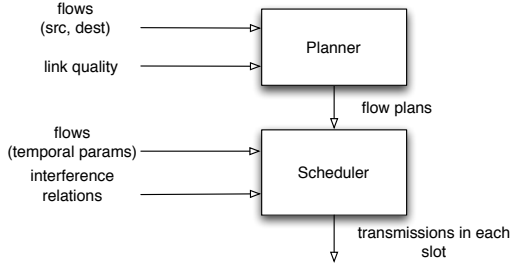 flows
(src, dest)
Planner
link quality
flow plans
flows
(temporal params)
Scheduler
interference
relations
transmissions in each
slot